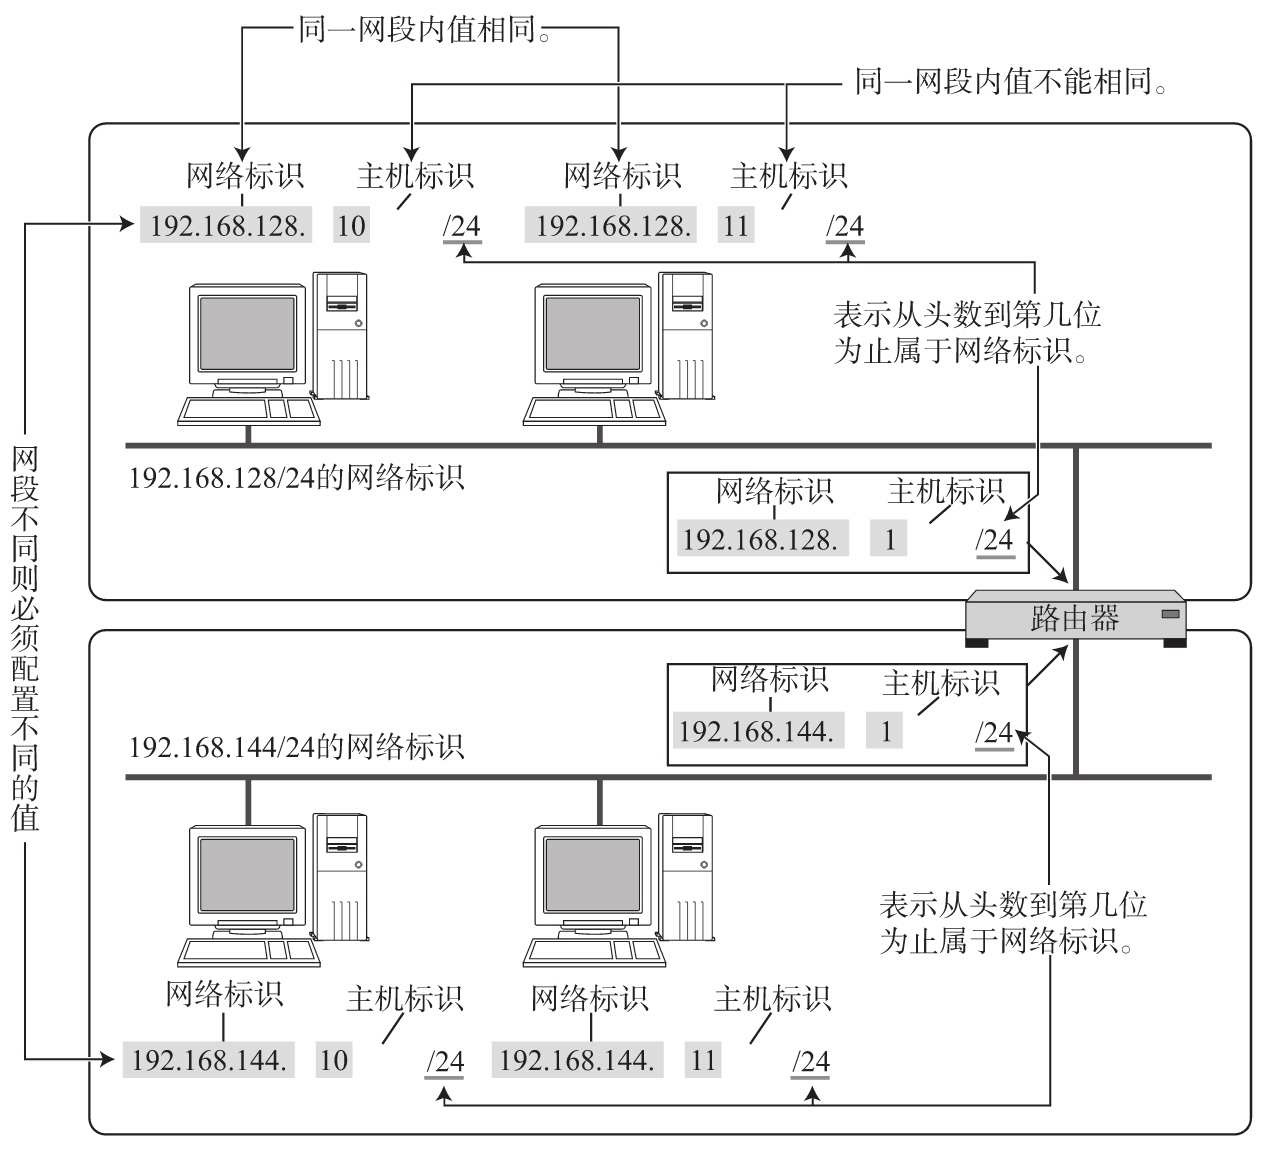 同一网段内值相同。
同一网段内值不能相同。
网络标识 主机标识 网络标识 主机标识
192.168.128. 10 /24 192.168.128. 11 /24
表示从头数到第几位
为止属于网络标识。
192.168.128/24的网络标识
网络标识 主机标识
192.168.128. 1 /24
网段不同则必须配置不同的值
路由器
网络标识 主机标识
192.168.144. 1 /24
192.168.144/24的网络标识
表示从头数到第几位
为止属于网络标识。
网络标识 主机标识 网络标识 主机标识
192.168.144. 10 /24 192.168.144. 11 /24